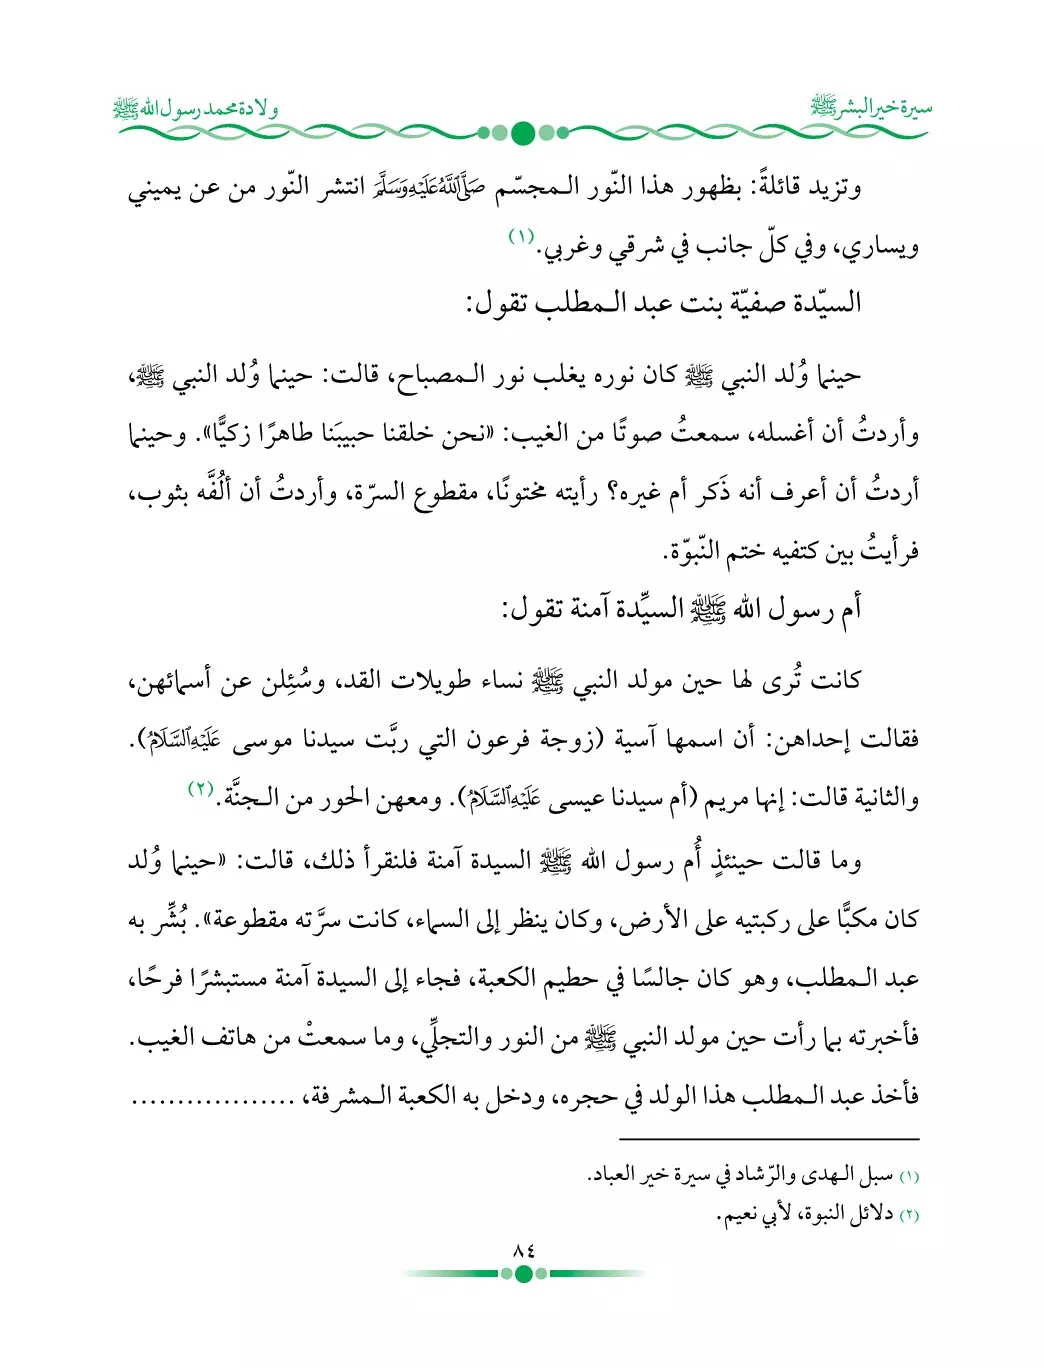 سيرة خير البشر ﷺ
ولادة محمد رسول الله ﷺ
وتزيد قائلةً: بظهور هذا النّور الـمجسّم صَلَّى اللهُ عَلَيْهِ وَسَلَّمَ انتشر النّور من عن يميني
ويساري، وفي كلّ جانب في شرقي وغربي.(١)
السيّدة صفيّة بنت عبد الـمطلب تقول:
حينما وُلد النبي ﷺ كان نوره يغلب نور الـمصباح، قالت: حينما وُلد النبي ﷺ،
وأردتُ أن أغسله، سمعتُ صوتًا من الغيب: «نحن خلقنا حبيبَنا طاهرًا زكيًّا». وحينما
أردتُ أن أعرف أنه ذَكر أم غيره؟ رأيته مختونًا، مقطوع السرّة، وأردتُ أن ألُفَّه بثوب،
فرأيتُ بين كتفيه ختم النّبوّة.
أم رسول الله ﷺ السيِّدة آمنة تقول:
كانت تُرى لها حين مولد النبي ﷺ نساء طويلات القد، وسُئِلن عن أسمائهن،
فقالت إحداهن: أن اسمها آسية (زوجة فرعون التي ربَّت سيدنا موسى عَلَيْهِ السَّلَامُ).
والثانية قالت: إنها مريم (أم سيدنا عيسى عَلَيْهِ السَّلَامُ). ومعهن الحور من الـجنَّة.(٢)
وما قالت حينئذٍ أُم رسول الله ﷺ السيدة آمنة فلنقرأ ذلك، قالت: «حينما وُلد
كان مكبًّا على ركبتيه على الأرض، وكان ينظر إلى السماء، كانت سرَّته مقطوعة». بُشِّر به
عبد الـمطلب، وهو كان جالسًا في حطيم الكعبة، فجاء إلى السيدة آمنة مستبشرًا فرحًا،
فأخبرته بما رأت حين مولد النبي ﷺ من النور والتجلِّي، وما سمعتْ من هاتف الغيب.
فأخذ عبد الـمطلب هذا الولد في حجره، ودخل به الكعبة الـمشرفة، ..................
(١) سبل الـهدى والرّشاد في سيرة خير العباد.
(٢) دلائل النبوة، لأبي نعيم.
٨٤